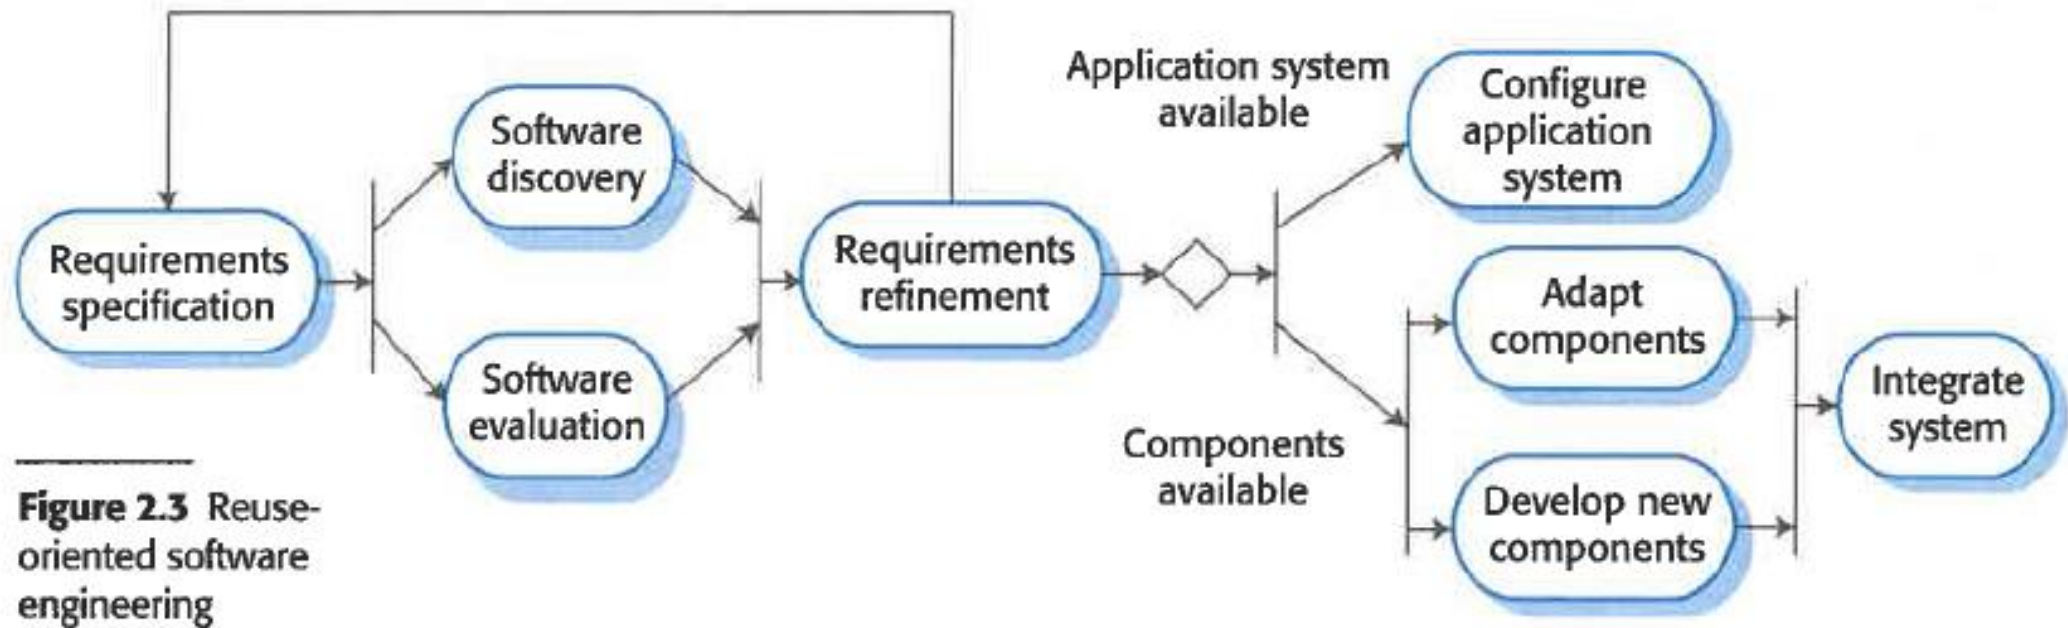 Requirements
specification
Software
discovery
Software
evaluation
Requirements
refinement
Application system
available
Components
available
Configure
application
system
Adapt
components
Develop new
components
Integrate
system
Figure 2.3 Reuse-
oriented software
engineering